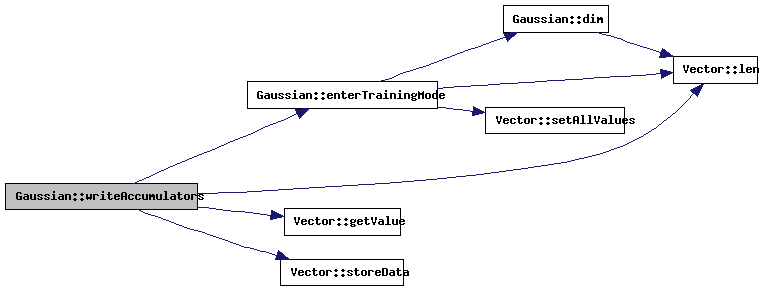 Gaussian::dim
Vector::len
Gaussian::enterTrainingMode
Vector::setAllValues
Gaussian::writeAccumulators
Vector::getValue
Vector::storeData